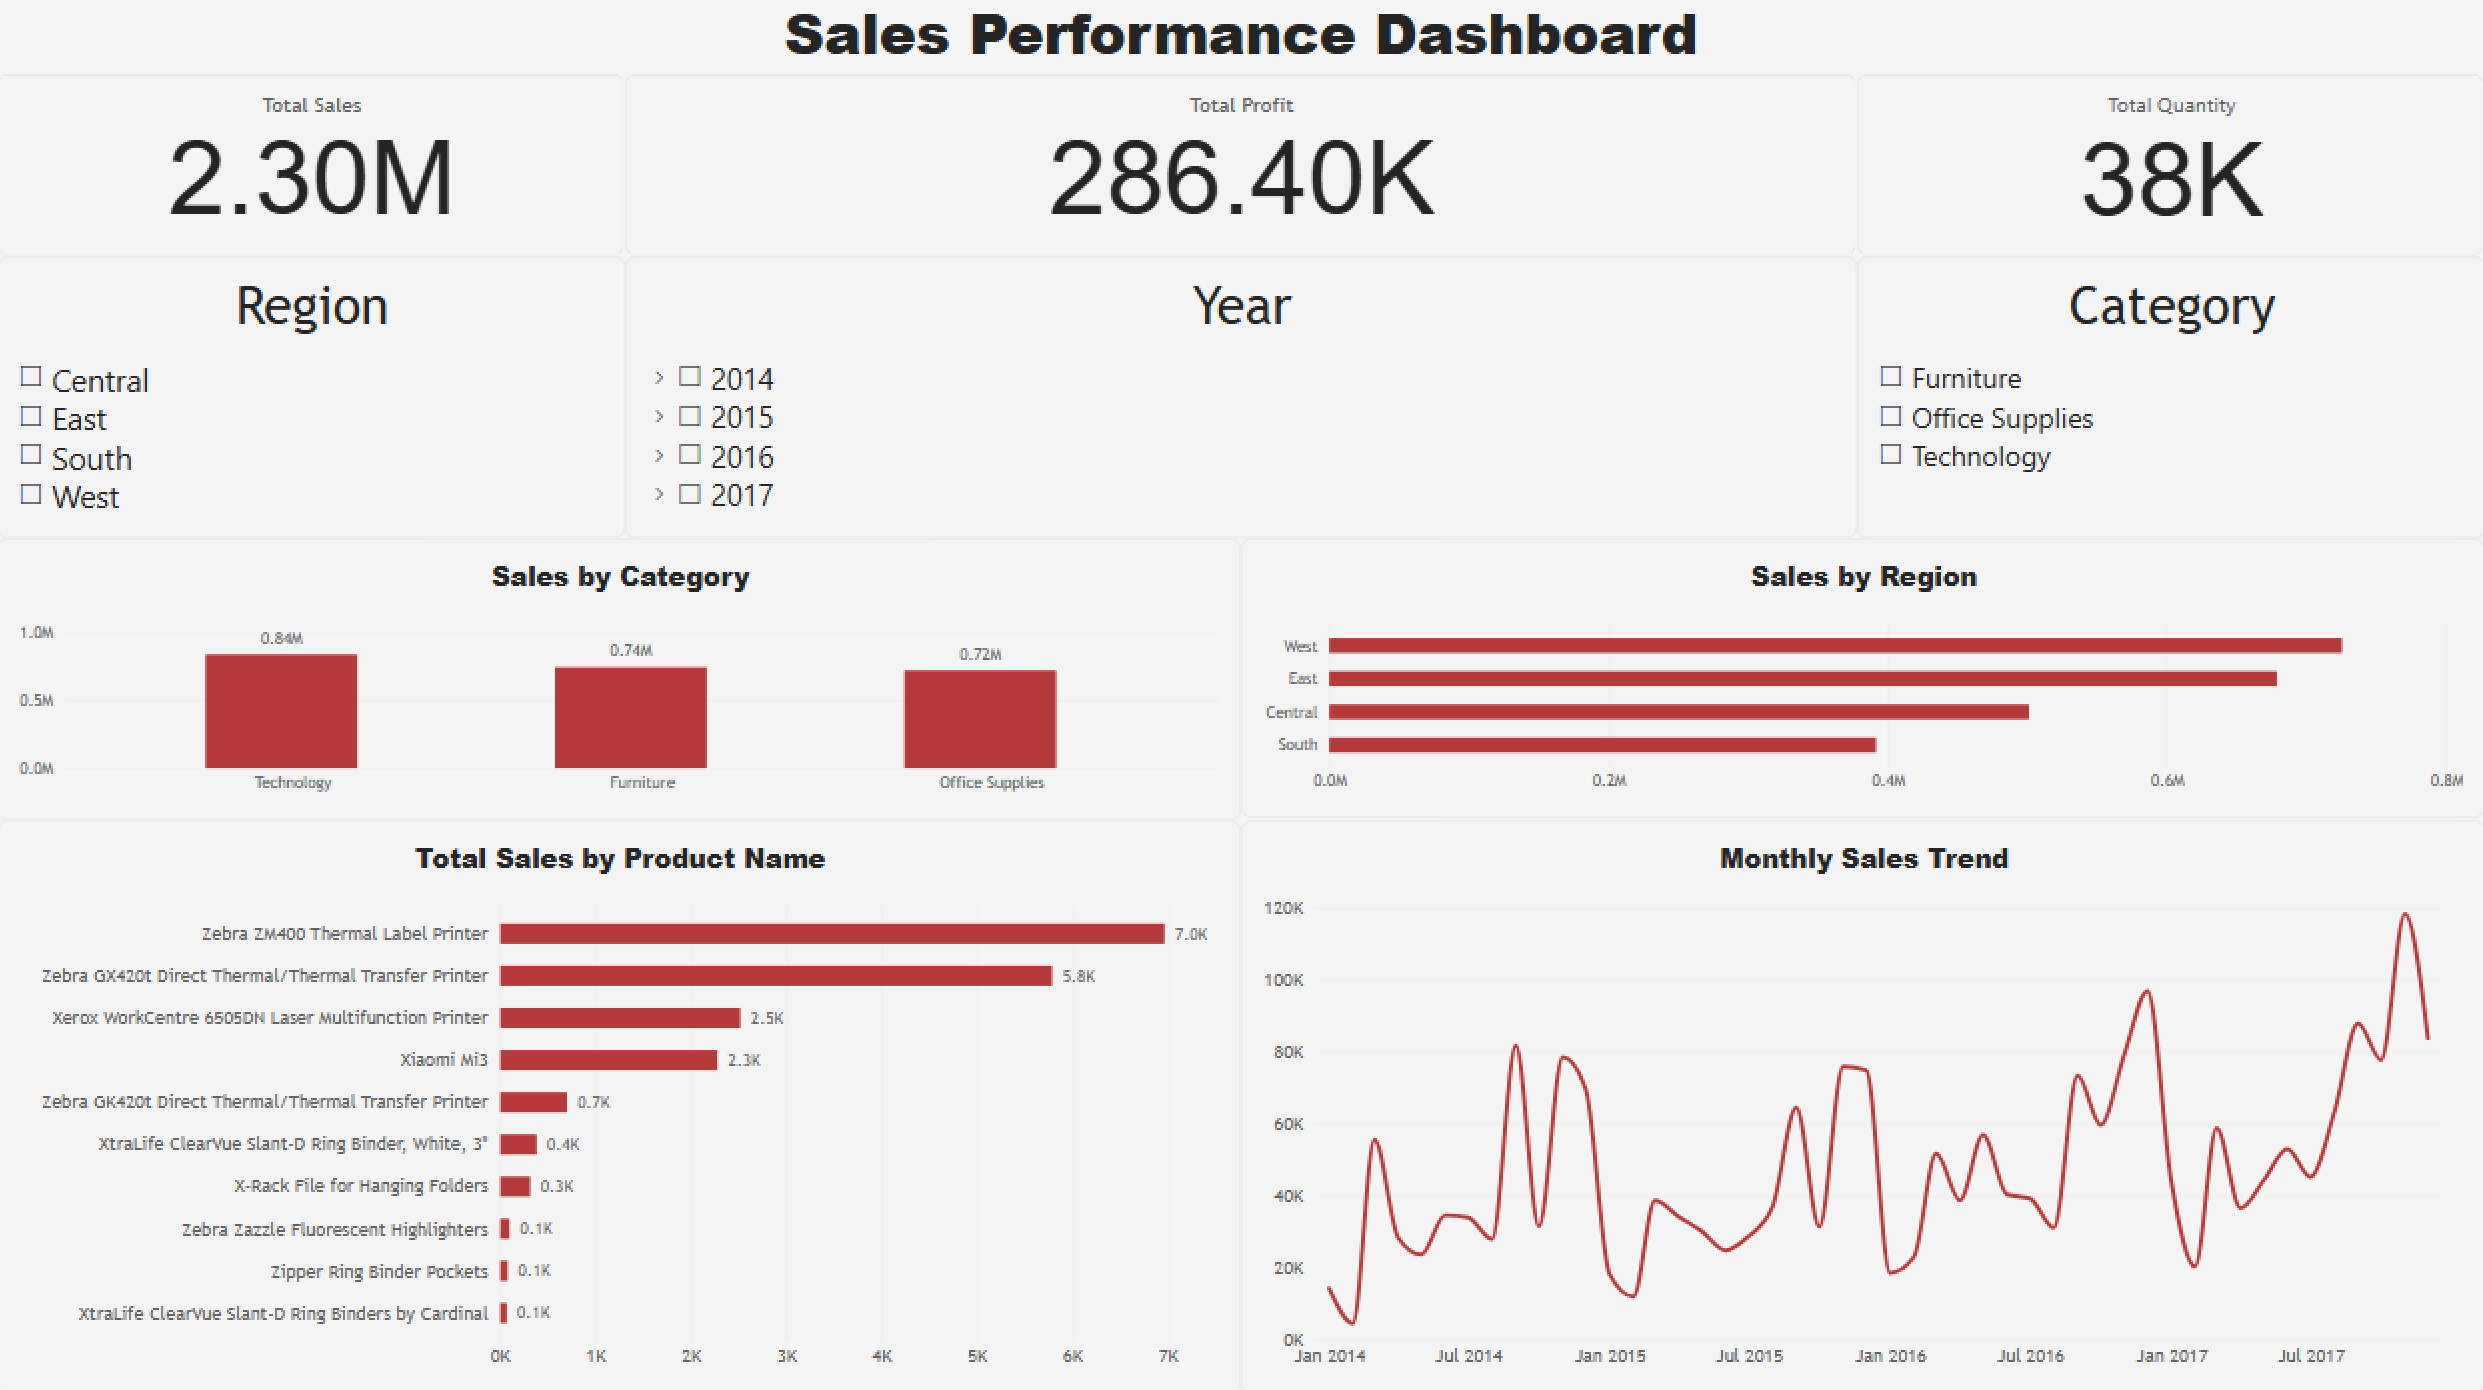 Sales Performance Dashboard
Total Sales
2.30M
Total Profit
286.40K
Total Quantity
38K
Region
Central
East
South
West
Year
2014
2015
2016
2017
Category
Furniture
Office Supplies
Technology
Sales by Category
1.0M
0.5M
0.0M
0.84M
0.74M
0.72M
Technology
Furniture
Office Supplies
Sales by Region
West
East
Central
South
0.0M
0.2M
0.4M
0.6M
0.8M
Total Sales by Product Name
Zebra ZM400 Thermal Label Printer 7.0K
Zebra GX420t Direct Thermal/Thermal Transfer Printer 5.8K
Xerox WorkCentre 6505DN Laser Multifunction Printer 2.5K
Xiaomi Mi3 2.3K
Zebra GK420t Direct Thermal/Thermal Transfer Printer 0.7K
XtraLife ClearVue Slant-D Ring Binder, White, 3" 0.4K
X-Rack File for Hanging Folders 0.3K
Zebra Zazzle Fluorescent Highlighters 0.1K
Zipper Ring Binder Pockets 0.1K
XtraLife ClearVue Slant-D Ring Binders by Cardinal 0.1K
0K 1K 2K 3K 4K 5K 6K 7K
Monthly Sales Trend
120K
100K
80K
60K
40K
20K
0K
Jan 2014 Jul 2014 Jan 2015 Jul 2015 Jan 2016 Jul 2016 Jan 2017 Jul 2017